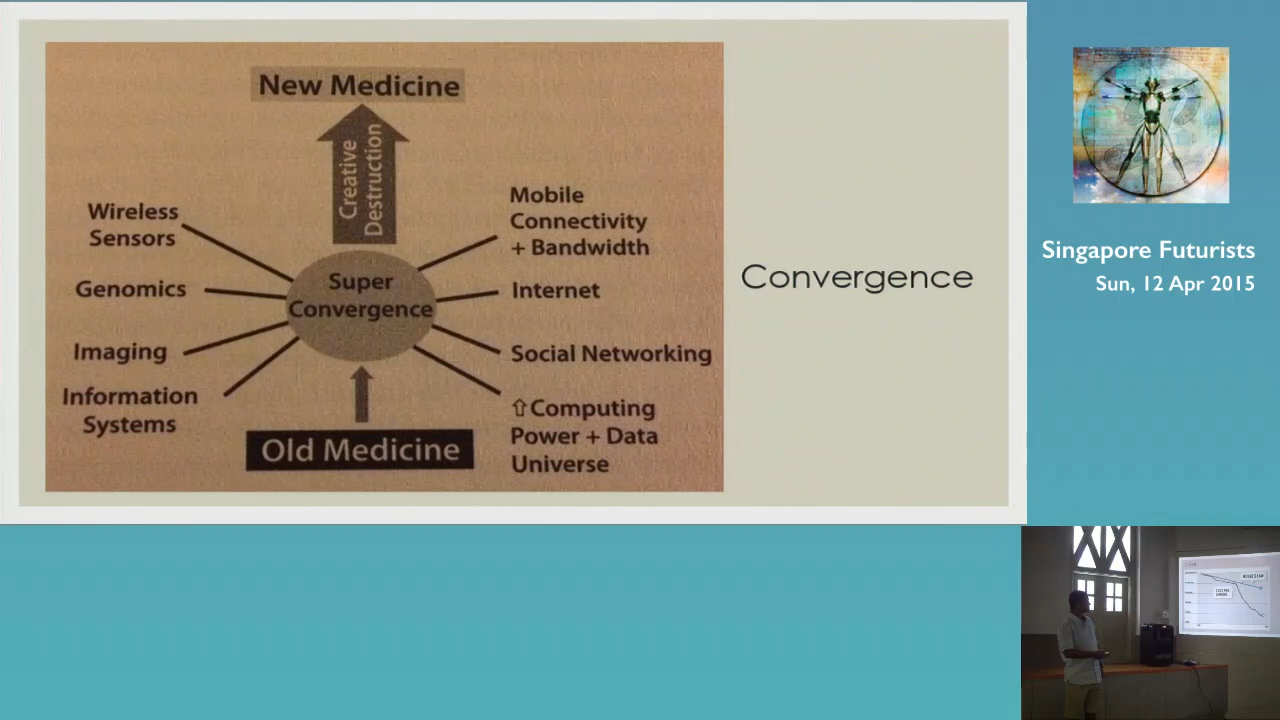 New Medicine
Creative
Destruction
Wireless
Sensors
Genomics
Imaging
Information
Systems
Super
Convergence
Mobile
Connectivity
+ Bandwidth
Internet
Social Networking
⇧Computing
Power + Data
Universe
Old Medicine
Convergence
Singapore Futurists
Sun, 12 Apr 2015